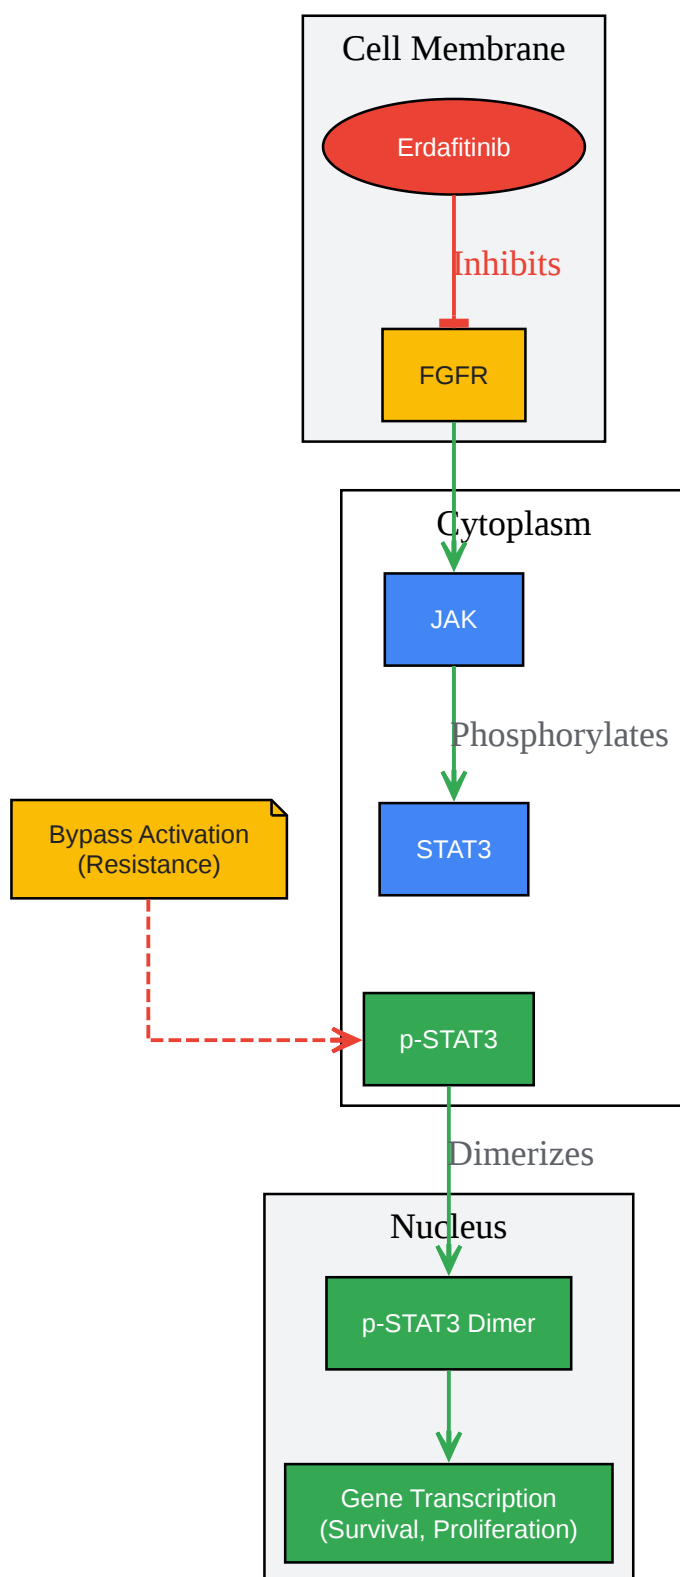 Cell Membrane
Erdafitinib
Inhibits
FGFR
Cytoplasm
JAK
Phosphorylates
Bypass Activation
(Resistance)
STAT3
p-STAT3
Dimerizes
Nucleus
p-STAT3 Dimer
Gene Transcription
(Survival, Proliferation)